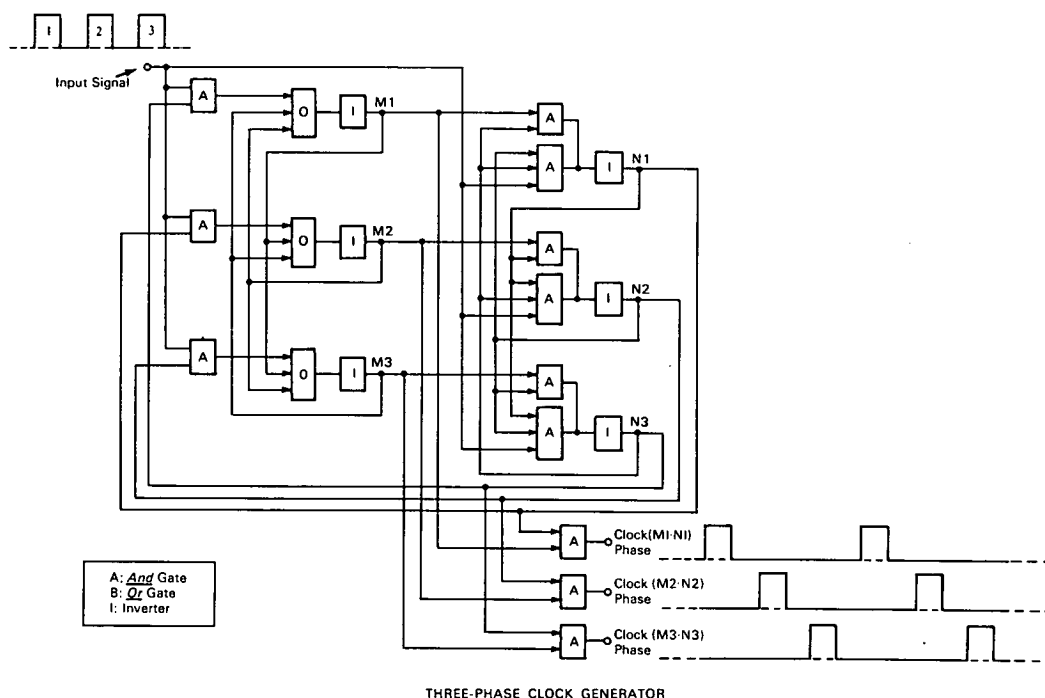 1 2 3
Input Signal
A O I M1
A
A I N1
A O I M2
A
A I N2
A O I M3
A
A I N3
A Clock(M1·N1)
Phase
A Clock (M2·N2)
Phase
A Clock (M3·N3)
Phase
A: And Gate
B: Or Gate
I: Inverter
THREE-PHASE CLOCK GENERATOR